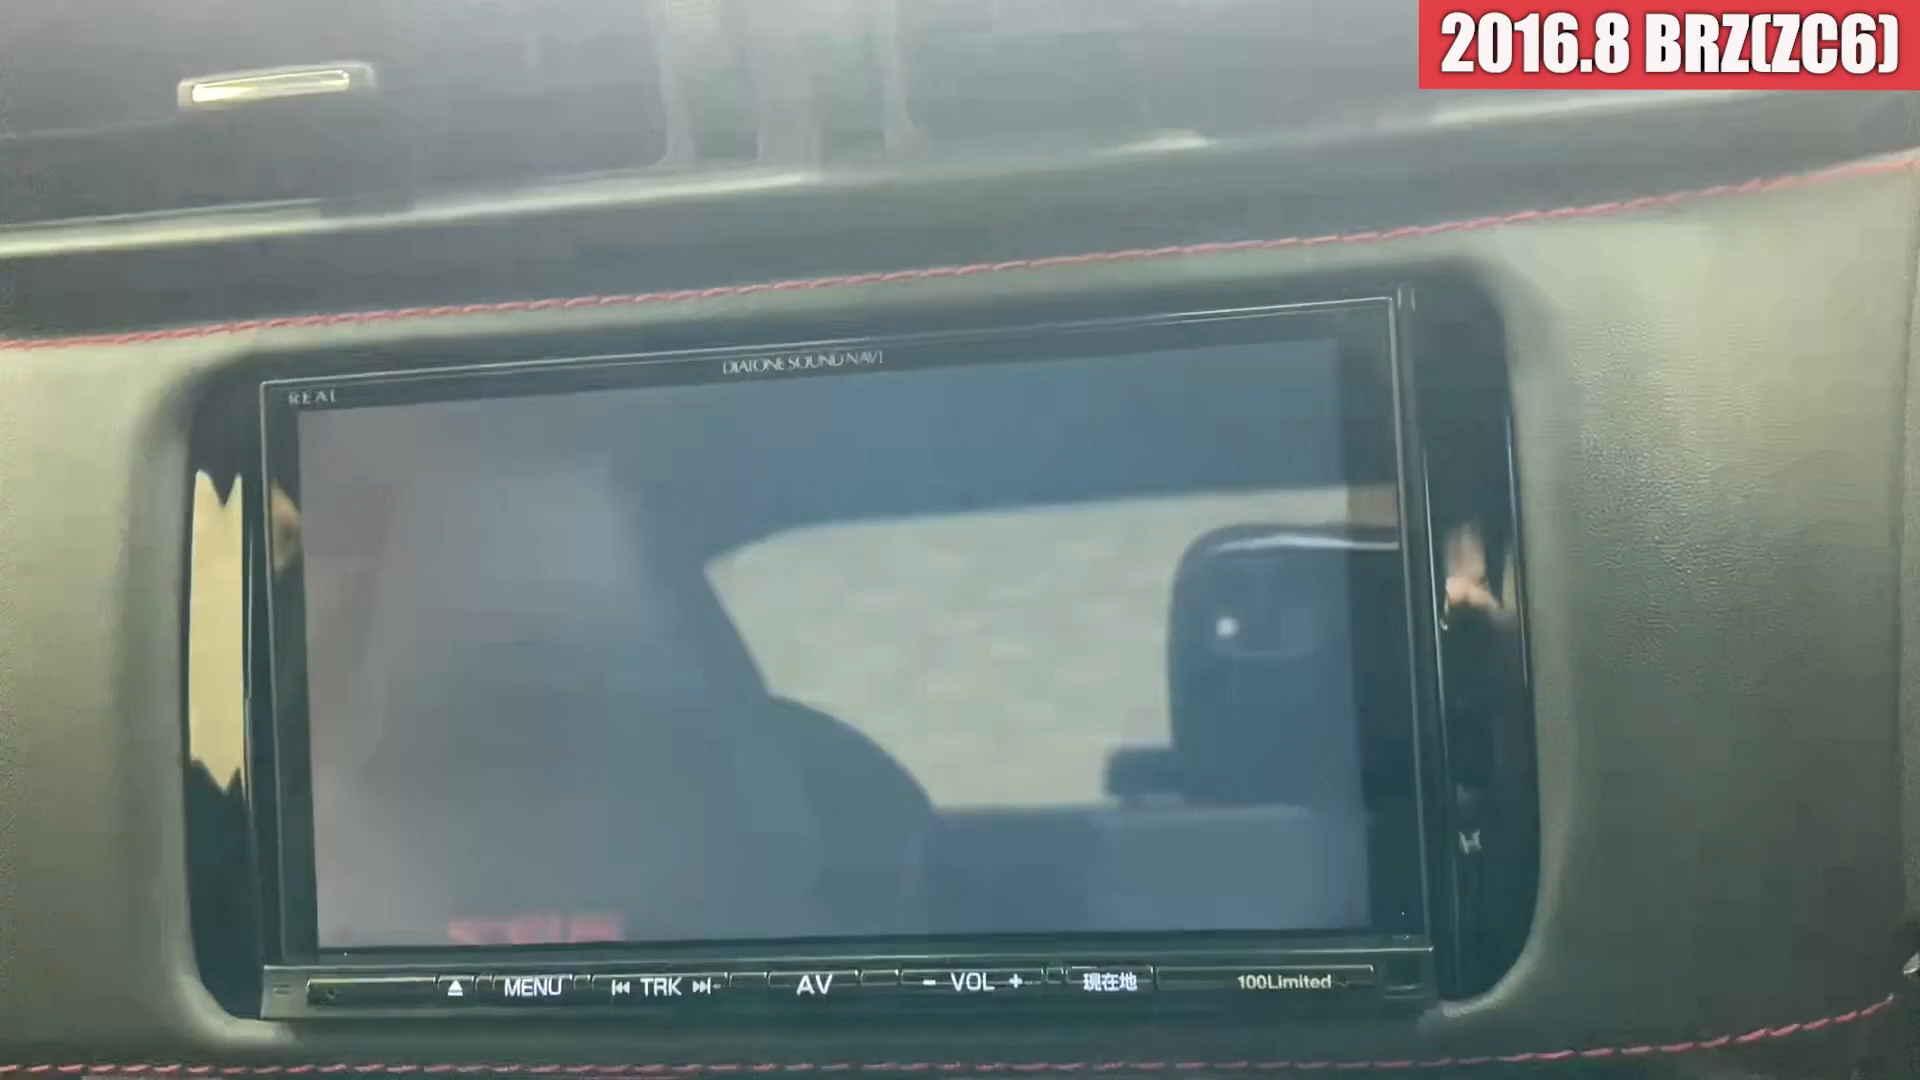 2016.8 BRZ(ZC6)
DIATONE SOUND NAVI
REAL
MENU
TRK
AV
- VOL +
現在地
100Limited